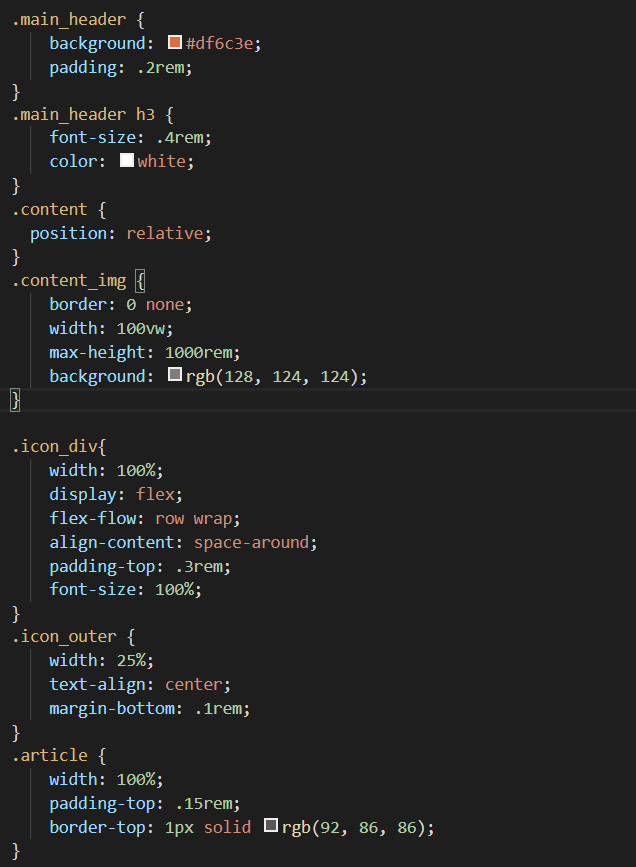 .main_header {
    background: #df6c3e;
    padding: .2rem;
}
.main_header h3 {
    font-size: .4rem;
    color: white;
}
.content {
  position: relative;
}
.content_img {
    border: 0 none;
    width: 100vw;
    max-height: 1000rem;
    background: rgb(128, 124, 124);
}

.icon_div{
    width: 100%;
    display: flex;
    flex-flow: row wrap;
    align-content: space-around;
    padding-top: .3rem;
    font-size: 100%;
}
.icon_outer {
    width: 25%;
    text-align: center;
    margin-bottom: .1rem;
}
.article {
    width: 100%;
    padding-top: .15rem;
    border-top: 1px solid rgb(92, 86, 86);
}